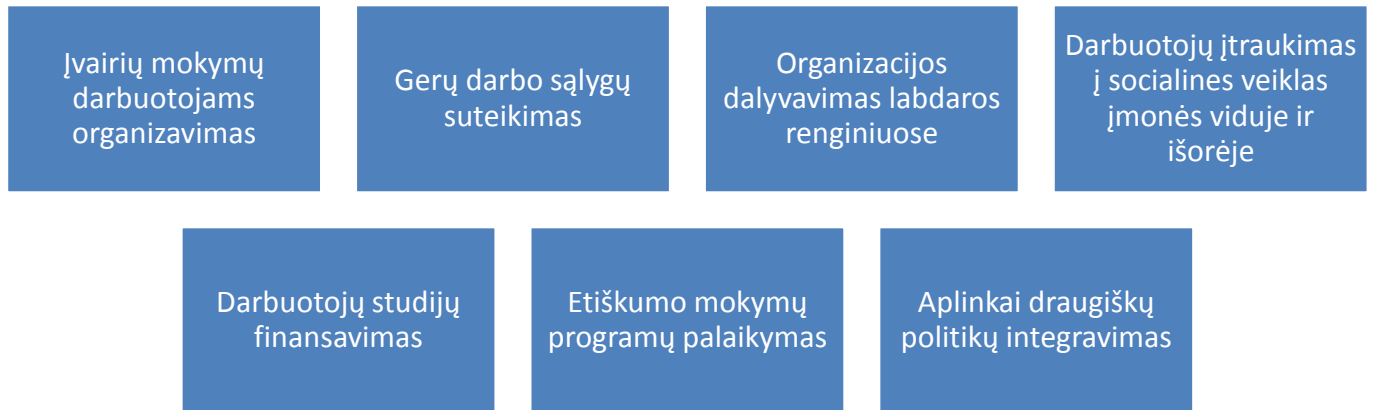 Įvairių mokymų
darbuotojams
organizavimas
Gerų darbo sąlygų
suteikimas
Organizacijos
dalyvavimas labdaros
renginiuose
Darbuotojų įtraukimas
į socialines veiklas
įmonės viduje ir
išorėje
Darbuotojų studijų
finansavimas
Etiškumo mokymų
programų palaikymas
Aplinkai draugiškų
politikų integravimas